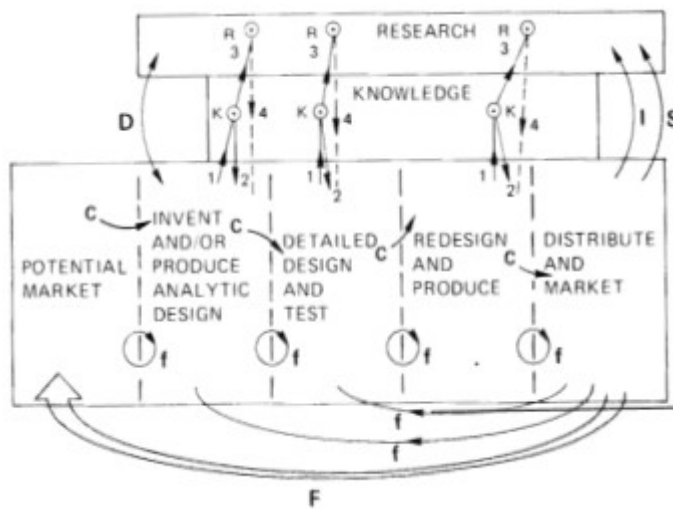 R R RESEARCH R
3 3 3
KNOWLEDGE
D K 4 K 4 K 4 I S
1 2 1 2 1 2
C INVENT
AND/OR
PRODUCE
ANALYTIC
DESIGN
POTENTIAL
MARKET
C DETAILED
DESIGN
AND
TEST
C REDESIGN
AND
PRODUCE
C DISTRIBUTE
AND
MARKET
f f f f
f
f
F